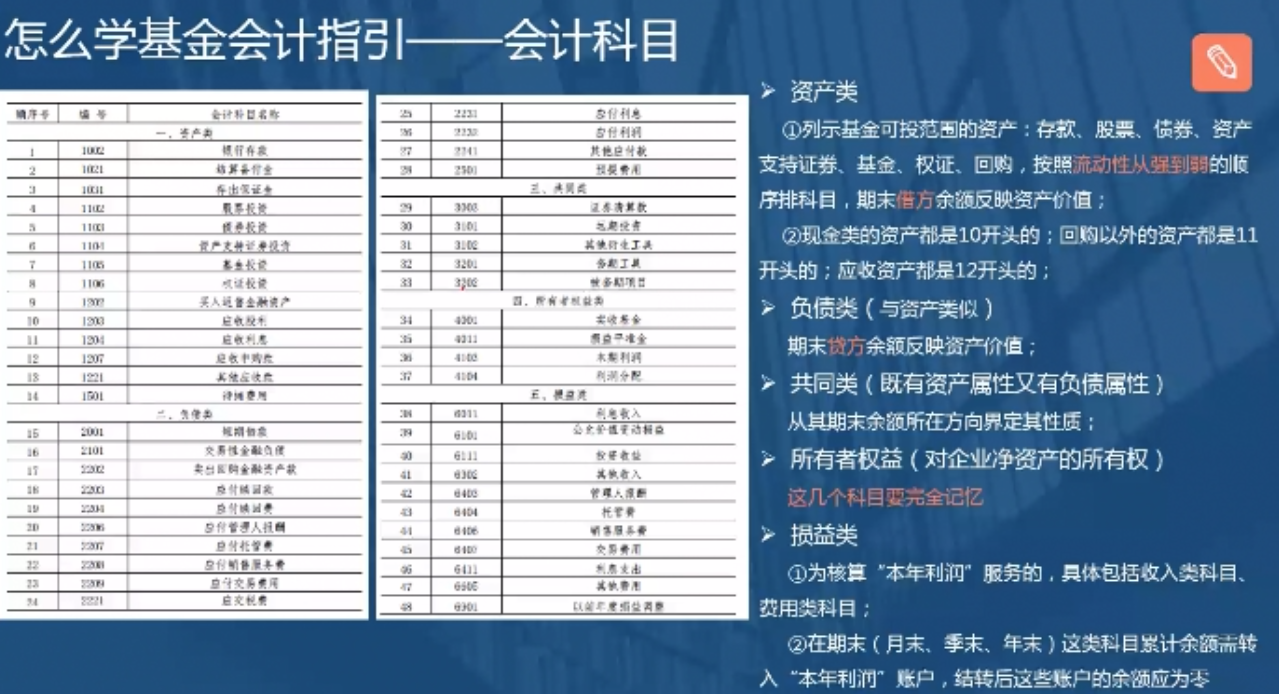 怎么学基金会计指引——会计科目
顺序号 编 号 会计科目名称
一、资产类
1 1002 银行存款
2 1021 结算备付金
3 1031 存出保证金
4 1102 股票投资
5 1103 债券投资
6 1104 资产支持证券投资
7 1105 基金投资
8 1106 权证投资
9 1202 买入返售金融资产
10 1203 应收股利
11 1204 应收利息
12 1207 应收申购款
13 1221 其他应收款
14 1501 待摊费用
二、负债类
15 2001 短期借款
16 2101 交易性金融负债
17 2202 卖出回购金融资产款
18 2203 应付赎回款
19 2204 应付赎回费
20 2206 应付管理人报酬
21 2207 应付托管费
22 2208 应付销售服务费
23 2209 应付交易费用
24 2221 应交税费
25 2231 应付利息
26 2232 应付利润
27 2241 其他应付款
28 2501 预提费用
三、共同类
29 3003 证券清算款
30 3101 远期投资
31 3102 其他衍生工具
32 3201 套期工具
33 3202 被套期项目
四、所有者权益类
34 4001 实收基金
35 4011 损益平准金
36 4103 本期利润
37 4104 利润分配
五、损益类
38 6011 利息收入
39 6101 公允价值变动损益
40 6111 投资收益
41 6302 其他收入
42 6403 管理人报酬
43 6404 托管费
44 6406 销售服务费
45 6407 交易费用
46 6411 利息支出
47 6605 其他费用
48 6901 以前年度损益调整
➢ 资产类
①列示基金可投范围的资产：存款、股票、债券、资产
支持证券、基金、权证、回购，按照流动性从强到弱的顺
序排科目，期末借方余额反映资产价值；
②现金类的资产都是10开头的；回购以外的资产都是11
开头的；应收资产都是12开头的；
➢ 负债类（与资产类似）
期末贷方余额反映资产价值；
➢ 共同类（既有资产属性又有负债属性）
从其期末余额所在方向界定其性质；
➢ 所有者权益（对企业净资产的所有权）
这几个科目要完全记忆
➢ 损益类
①为核算“本年利润”服务的，具体包括收入类科目、
费用类科目；
②在期末（月末、季末、年末）这类科目累计余额需转
入“本年利润”账户，结转后这些账户的余额应为零